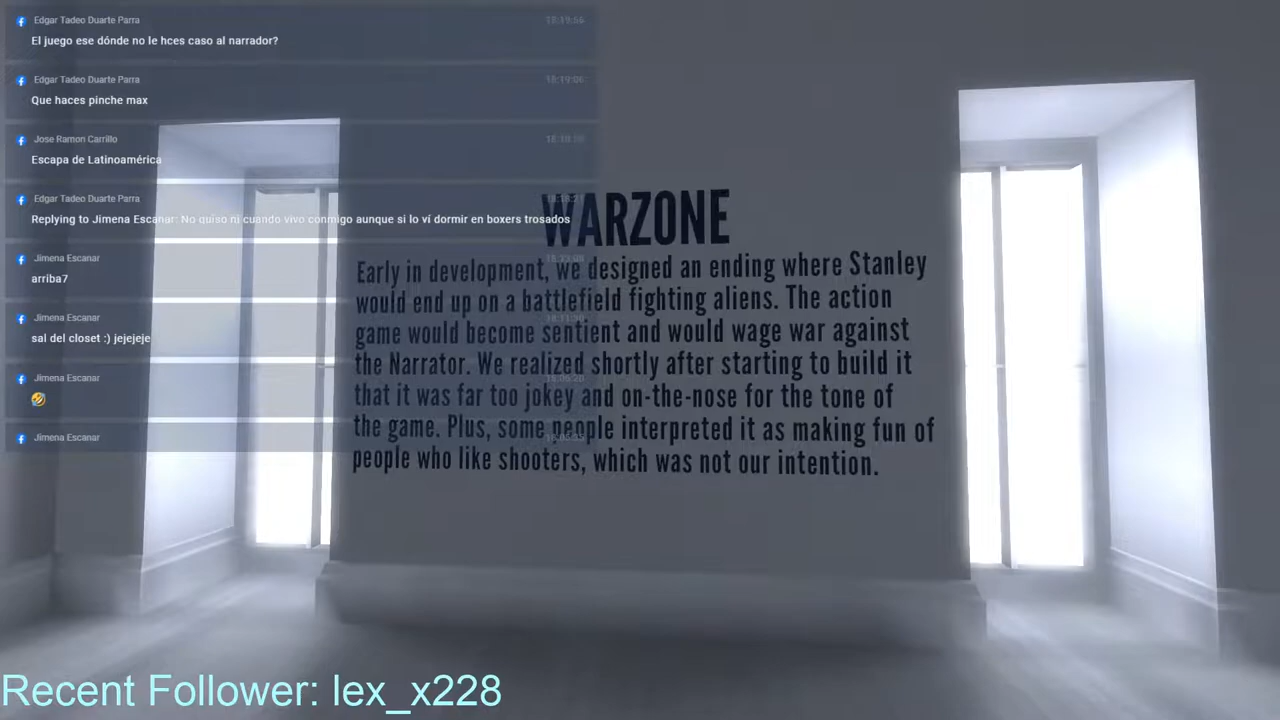 Edgar Tadeo Duarte Parra
El juego ese dónde no le hces caso al narrador?
Edgar Tadeo Duarte Parra
Que haces pinche max
Jose Ramon Carrillo
Escapa de Latinoamérica
Edgar Tadeo Duarte Parra
Replying to Jimena Escanar: No quiso ni cuando vivo conmigo aunque si lo ví dormir en boxers trosados
Jimena Escanar
arriba7
Jimena Escanar
sal del closet :) jejejeje
Jimena Escanar
🤣
Jimena Escanar
WARZONE
Early in development, we designed an ending where Stanley
would end up on a battlefield fighting aliens. The action
game would become sentient and would wage war against
the Narrator. We realized shortly after starting to build it
that it was far too jokey and on-the-nose for the tone of
the game. Plus, some people interpreted it as making fun of
people who like shooters, which was not our intention.
Recent Follower: lex_x228